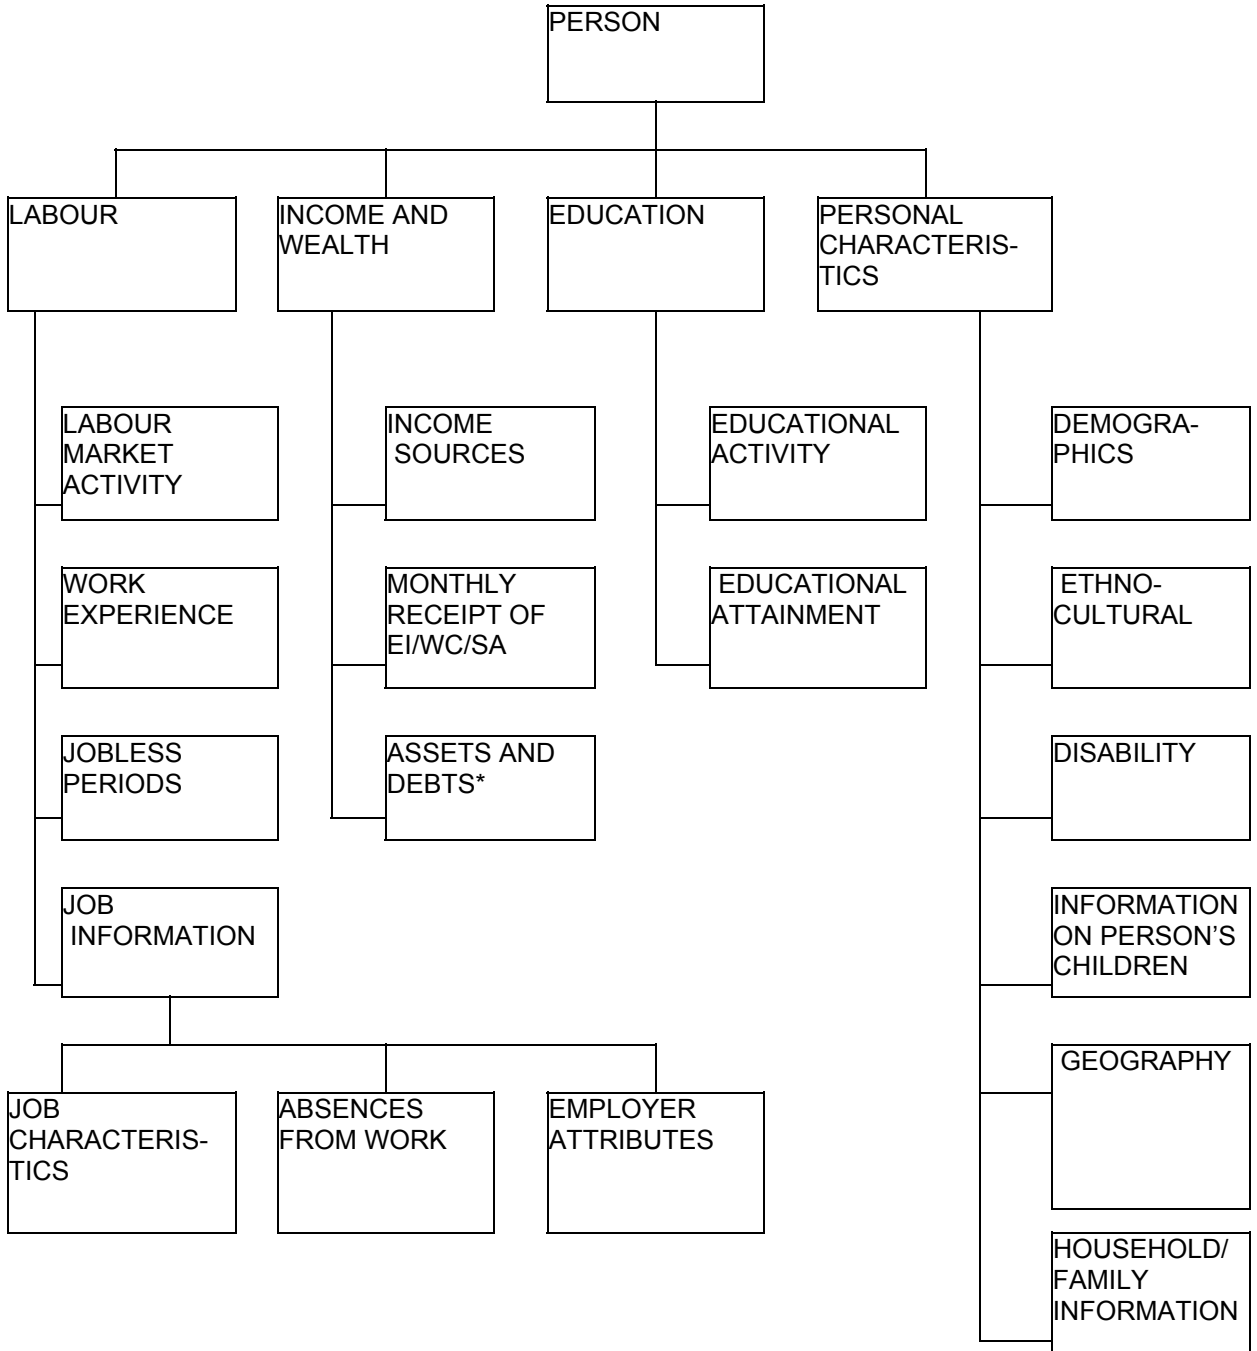 PERSON
LABOUR
INCOME AND
WEALTH
EDUCATION
PERSONAL
CHARACTERIS-
TICS
LABOUR
MARKET
ACTIVITY
INCOME
SOURCES
EDUCATIONAL
ACTIVITY
DEMOGRA-
PHICS
WORK
EXPERIENCE
MONTHLY
RECEIPT OF
EI/WC/SA
EDUCATIONAL
ATTAINMENT
ETHNO-
CULTURAL
JOBLESS
PERIODS
ASSETS AND
DEBTS*
DISABILITY
JOB
INFORMATION
INFORMATION
ON PERSON'S
CHILDREN
JOB
CHARACTERIS-
TICS
ABSENCES
FROM WORK
EMPLOYER
ATTRIBUTES
GEOGRAPHY
HOUSEHOLD/
FAMILY
INFORMATION